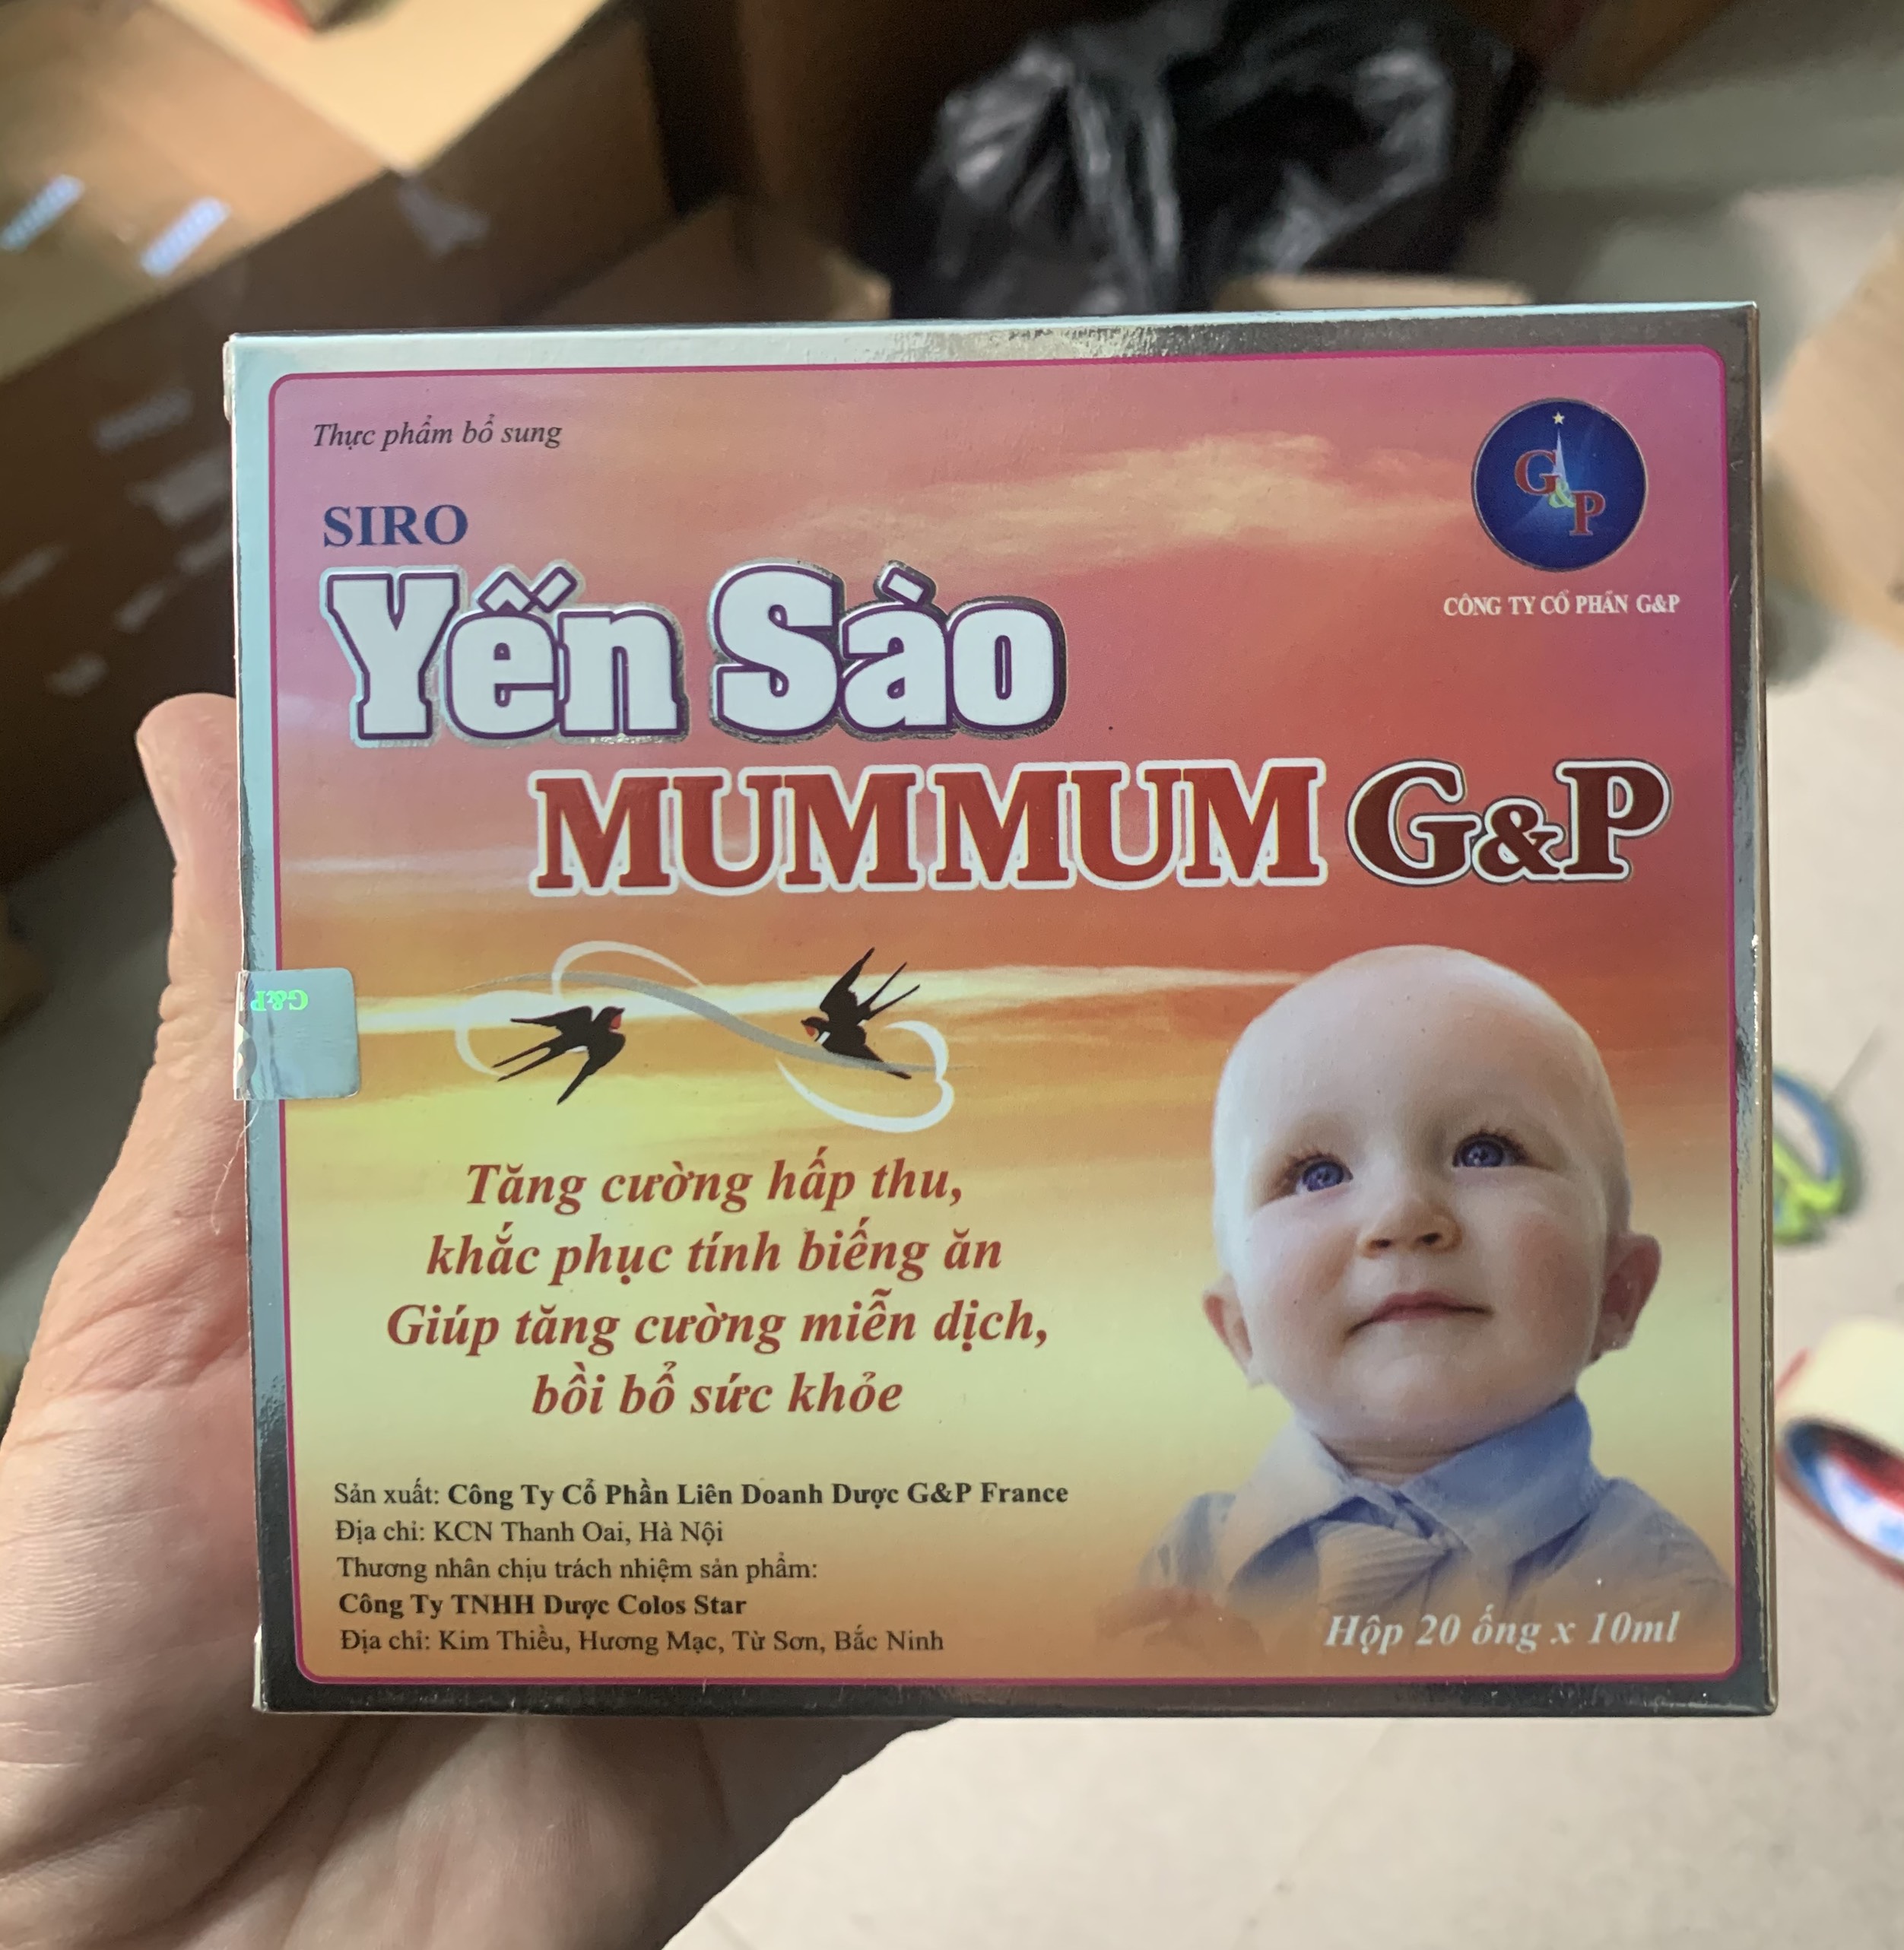 Thực phẩm bổ sung
SIRO
Yến Sào
MUMMUM G&P
G&P
CÔNG TY CỔ PHẦN G&P
G&P
Tăng cường hấp thu,
khắc phục tính biếng ăn
Giúp tăng cường miễn dịch,
bồi bổ sức khỏe
Sản xuất: Công Ty Cổ Phần Liên Doanh Dược G&P France
Địa chỉ: KCN Thanh Oai, Hà Nội
Thương nhân chịu trách nhiệm sản phẩm:
Công Ty TNHH Dược Colos Star
Địa chỉ: Kim Thiều, Hương Mạc, Từ Sơn, Bắc Ninh
Hộp 20 ống x 10ml